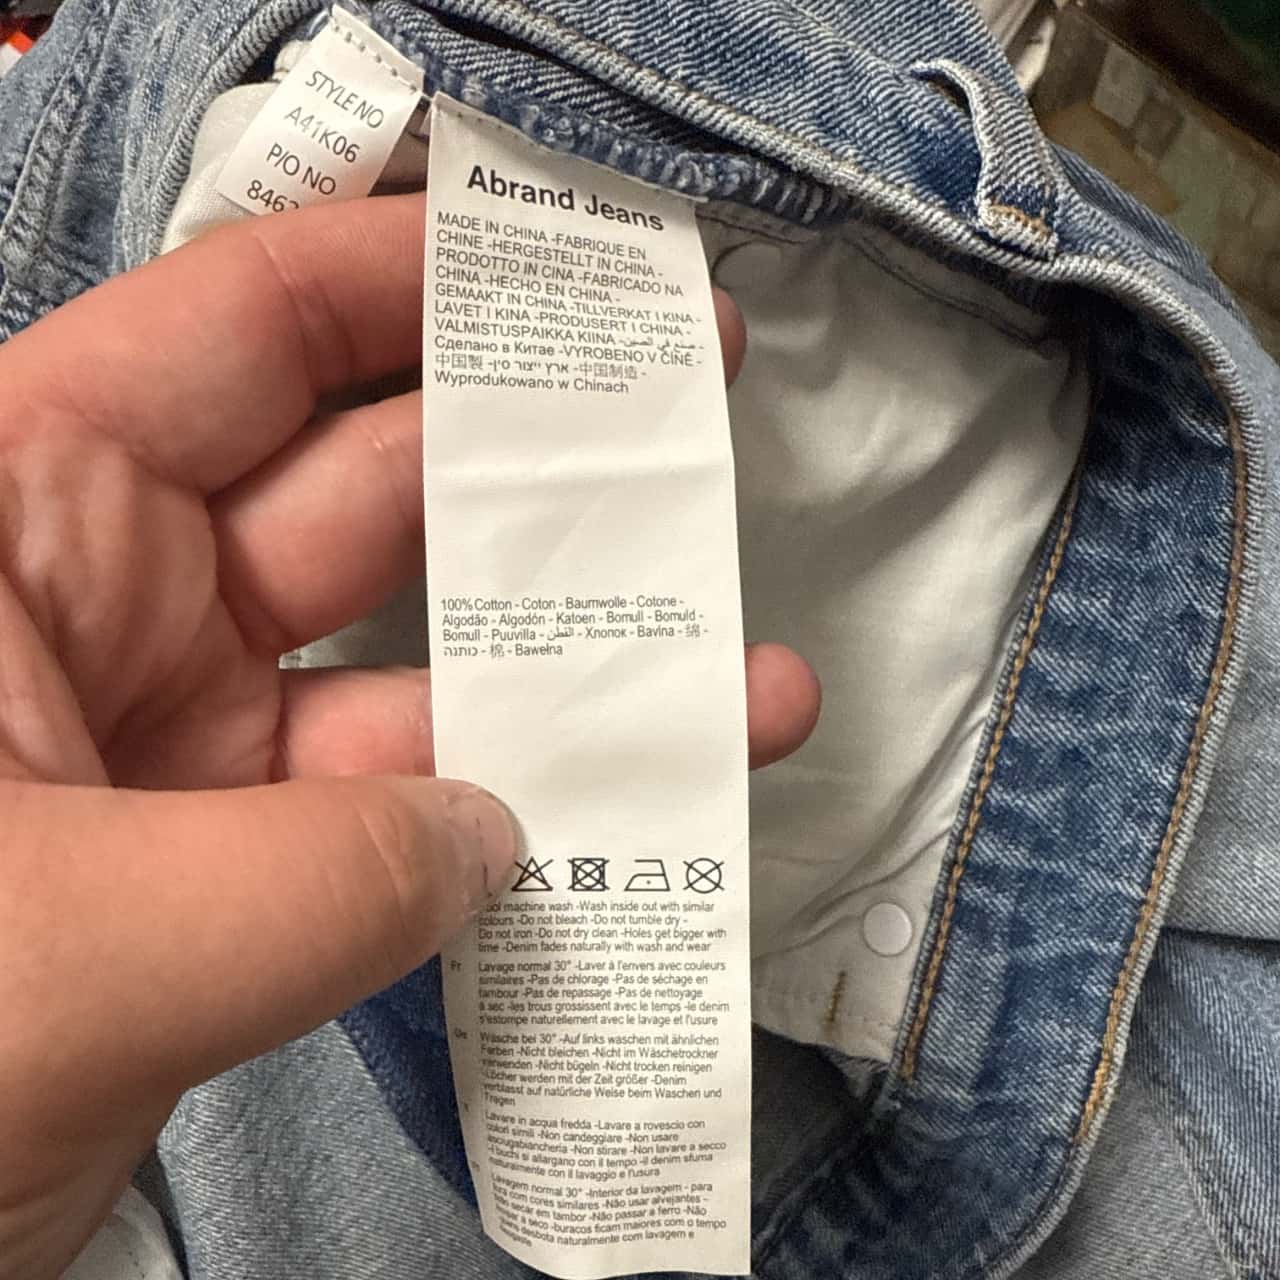 STYLE NO
A41K06
P/O NO
8462
Abrand Jeans
MADE IN CHINA -FABRIQUE EN
CHINE -HERGESTELLT IN CHINA -
PRODOTTO IN CINA -FABRICADO NA
CHINA -HECHO EN CHINA -
GEMAAKT IN CHINA -TILLVERKAT I KINA -
LAVET I KINA -PRODUSERT I CHINA -
VALMISTUSPAIKKA KIINA -صنع في الصين -
Сделано в Китае -VYROBENO V ČÍNĚ -
中国製 -ארץ ייצור סין -中国制造 -
Wyprodukowano w Chinach
100% Cotton - Coton - Baumwolle - Cotone -
Algodão - Algodón - Katoen - Bomull - Bomuld -
Bomull - Puuvilla - القطن - Хлопок - Bavlna - 綿 -
כותנה - 棉 - Bawełna
machine wash -Wash inside out with similar
colours -Do not bleach -Do not tumble dry -
Do not iron -Do not dry clean -Holes get bigger with
time -Denim fades naturally with wash and wear
Fr Lavage normal 30° -Laver à l'envers avec couleurs
similaires -Pas de chlorage -Pas de séchage en
tambour -Pas de repassage -Pas de nettoyage
à sec -les trous grossissent avec le temps -le denim
s'estompe naturellement avec le lavage et l'usure
De Wäsche bei 30° -Auf links waschen mit ähnlichen
Farben -Nicht bleichen -Nicht im Wäschetrockner
verwenden -Nicht bügeln -Nicht trocken reinigen
-Löcher werden mit der Zeit größer -Denim
verblasst auf natürliche Weise beim Waschen und
Tragen
Lavare in acqua fredda -Lavare a rovescio con
colori simili -Non candeggiare -Non usare
asciugabiancheria -Non stirare -Non lavare a secco
-I buchi si allargano con il tempo -il denim sfuma
naturalmente con il lavaggio e l'usura
Lavagem normal 30° -Interior da lavagem - para
fora com cores similares -Não usar alvejantes -
Não secar em tambor -Não passar a ferro -Não
a seco -buracos ficam maiores com o tempo
desbota naturalmente com lavagem e